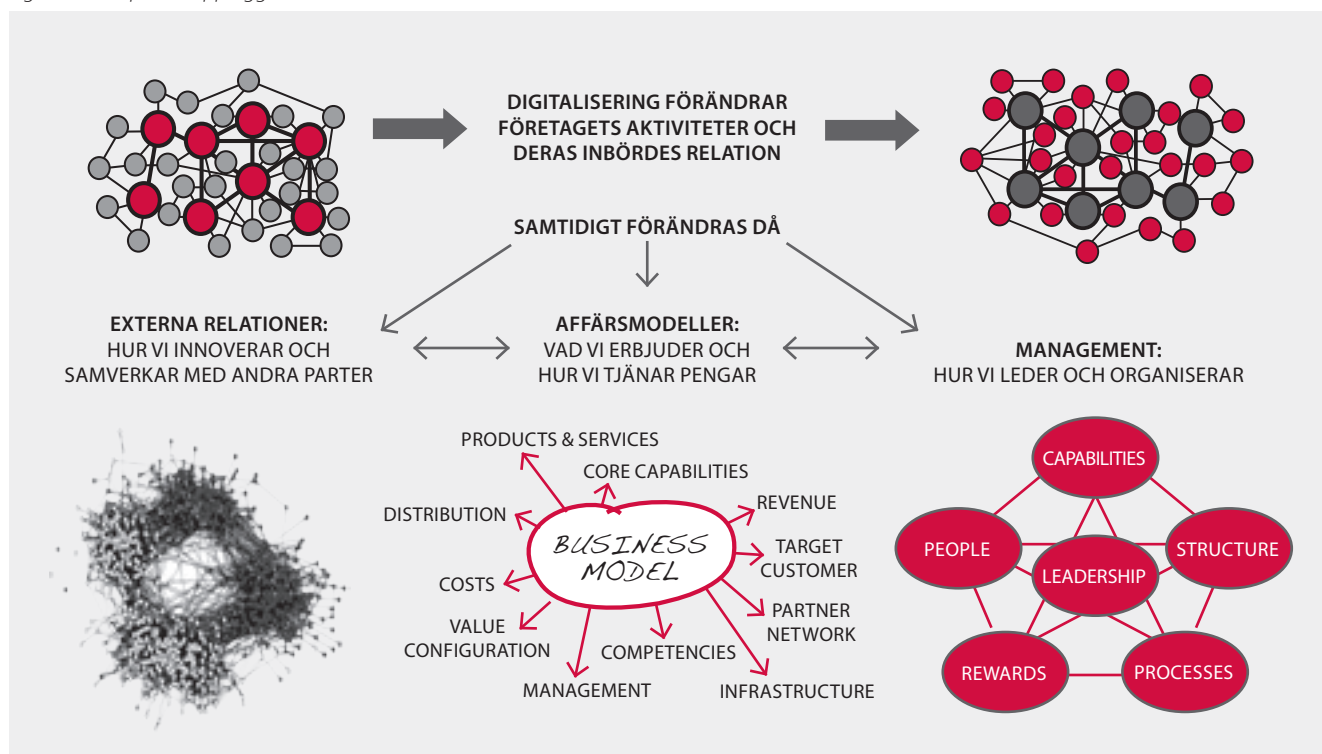 DIGITALISERING FÖRÄNDRAR
FÖRETAGETS AKTIVITETER OCH
DERAS INBÖRDES RELATION
SAMTIDIGT FÖRÄNDRAS DÅ
EXTERNA RELATIONER:
HUR VI INNOVERAR OCH
SAMVERKAR MED ANDRA PARTER
AFFÄRSMODELLER:
VAD VI ERBJUDER OCH
HUR VI TJÄNAR PENGAR
MANAGEMENT:
HUR VI LEDER OCH ORGANISERAR
PRODUCTS & SERVICES
CORE CAPABILITIES
DISTRIBUTION
REVENUE
BUSINESS
MODEL
TARGET
CUSTOMER
COSTS
PARTNER
NETWORK
VALUE
CONFIGURATION
COMPETENCIES
MANAGEMENT
INFRASTRUCTURE
CAPABILITIES
PEOPLE
STRUCTURE
LEADERSHIP
REWARDS
PROCESSES